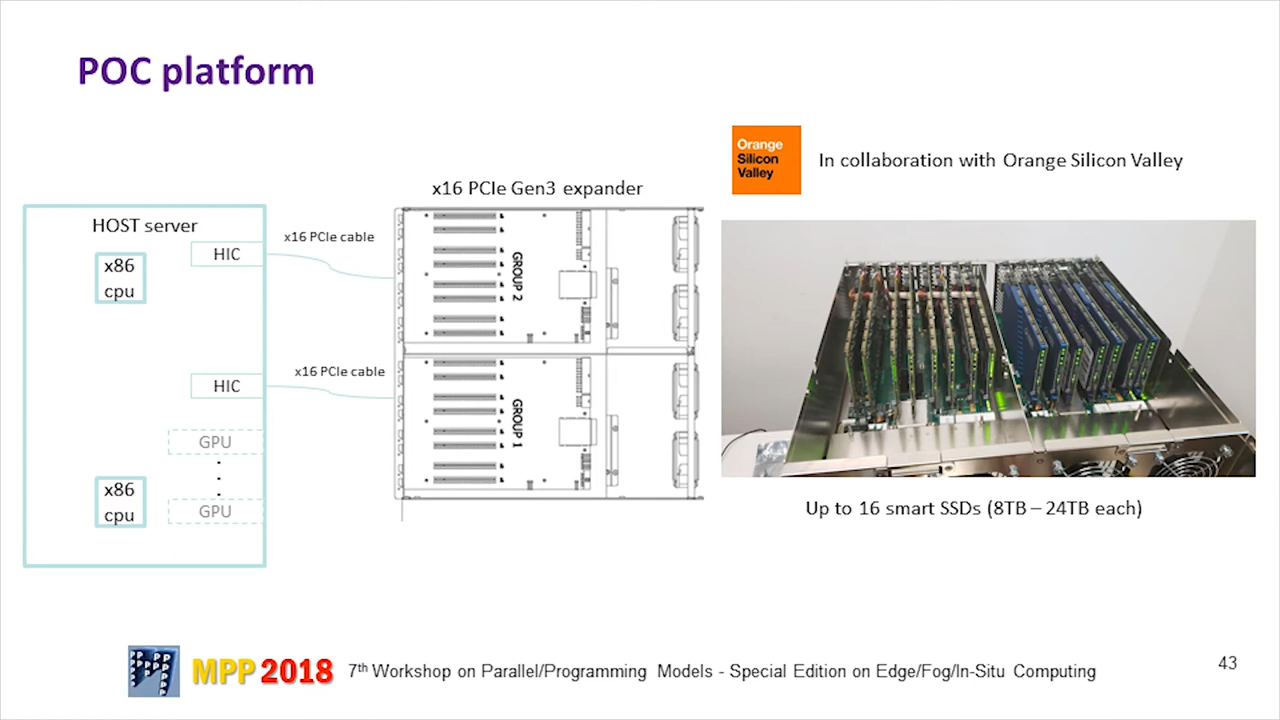 POC platform
Orange
Silicon
Valley
In collaboration with Orange Silicon Valley
x16 PCIe Gen3 expander
HOST server
x16 PCIe cable
HIC
x86
cpu
GROUP 2
x16 PCIe cable
HIC
GROUP 1
GPU
x86
cpu
GPU
Up to 16 smart SSDs (8TB – 24TB each)
MPP 2018
7th Workshop on Parallel/Programming Models - Special Edition on Edge/Fog/In-Situ Computing
43